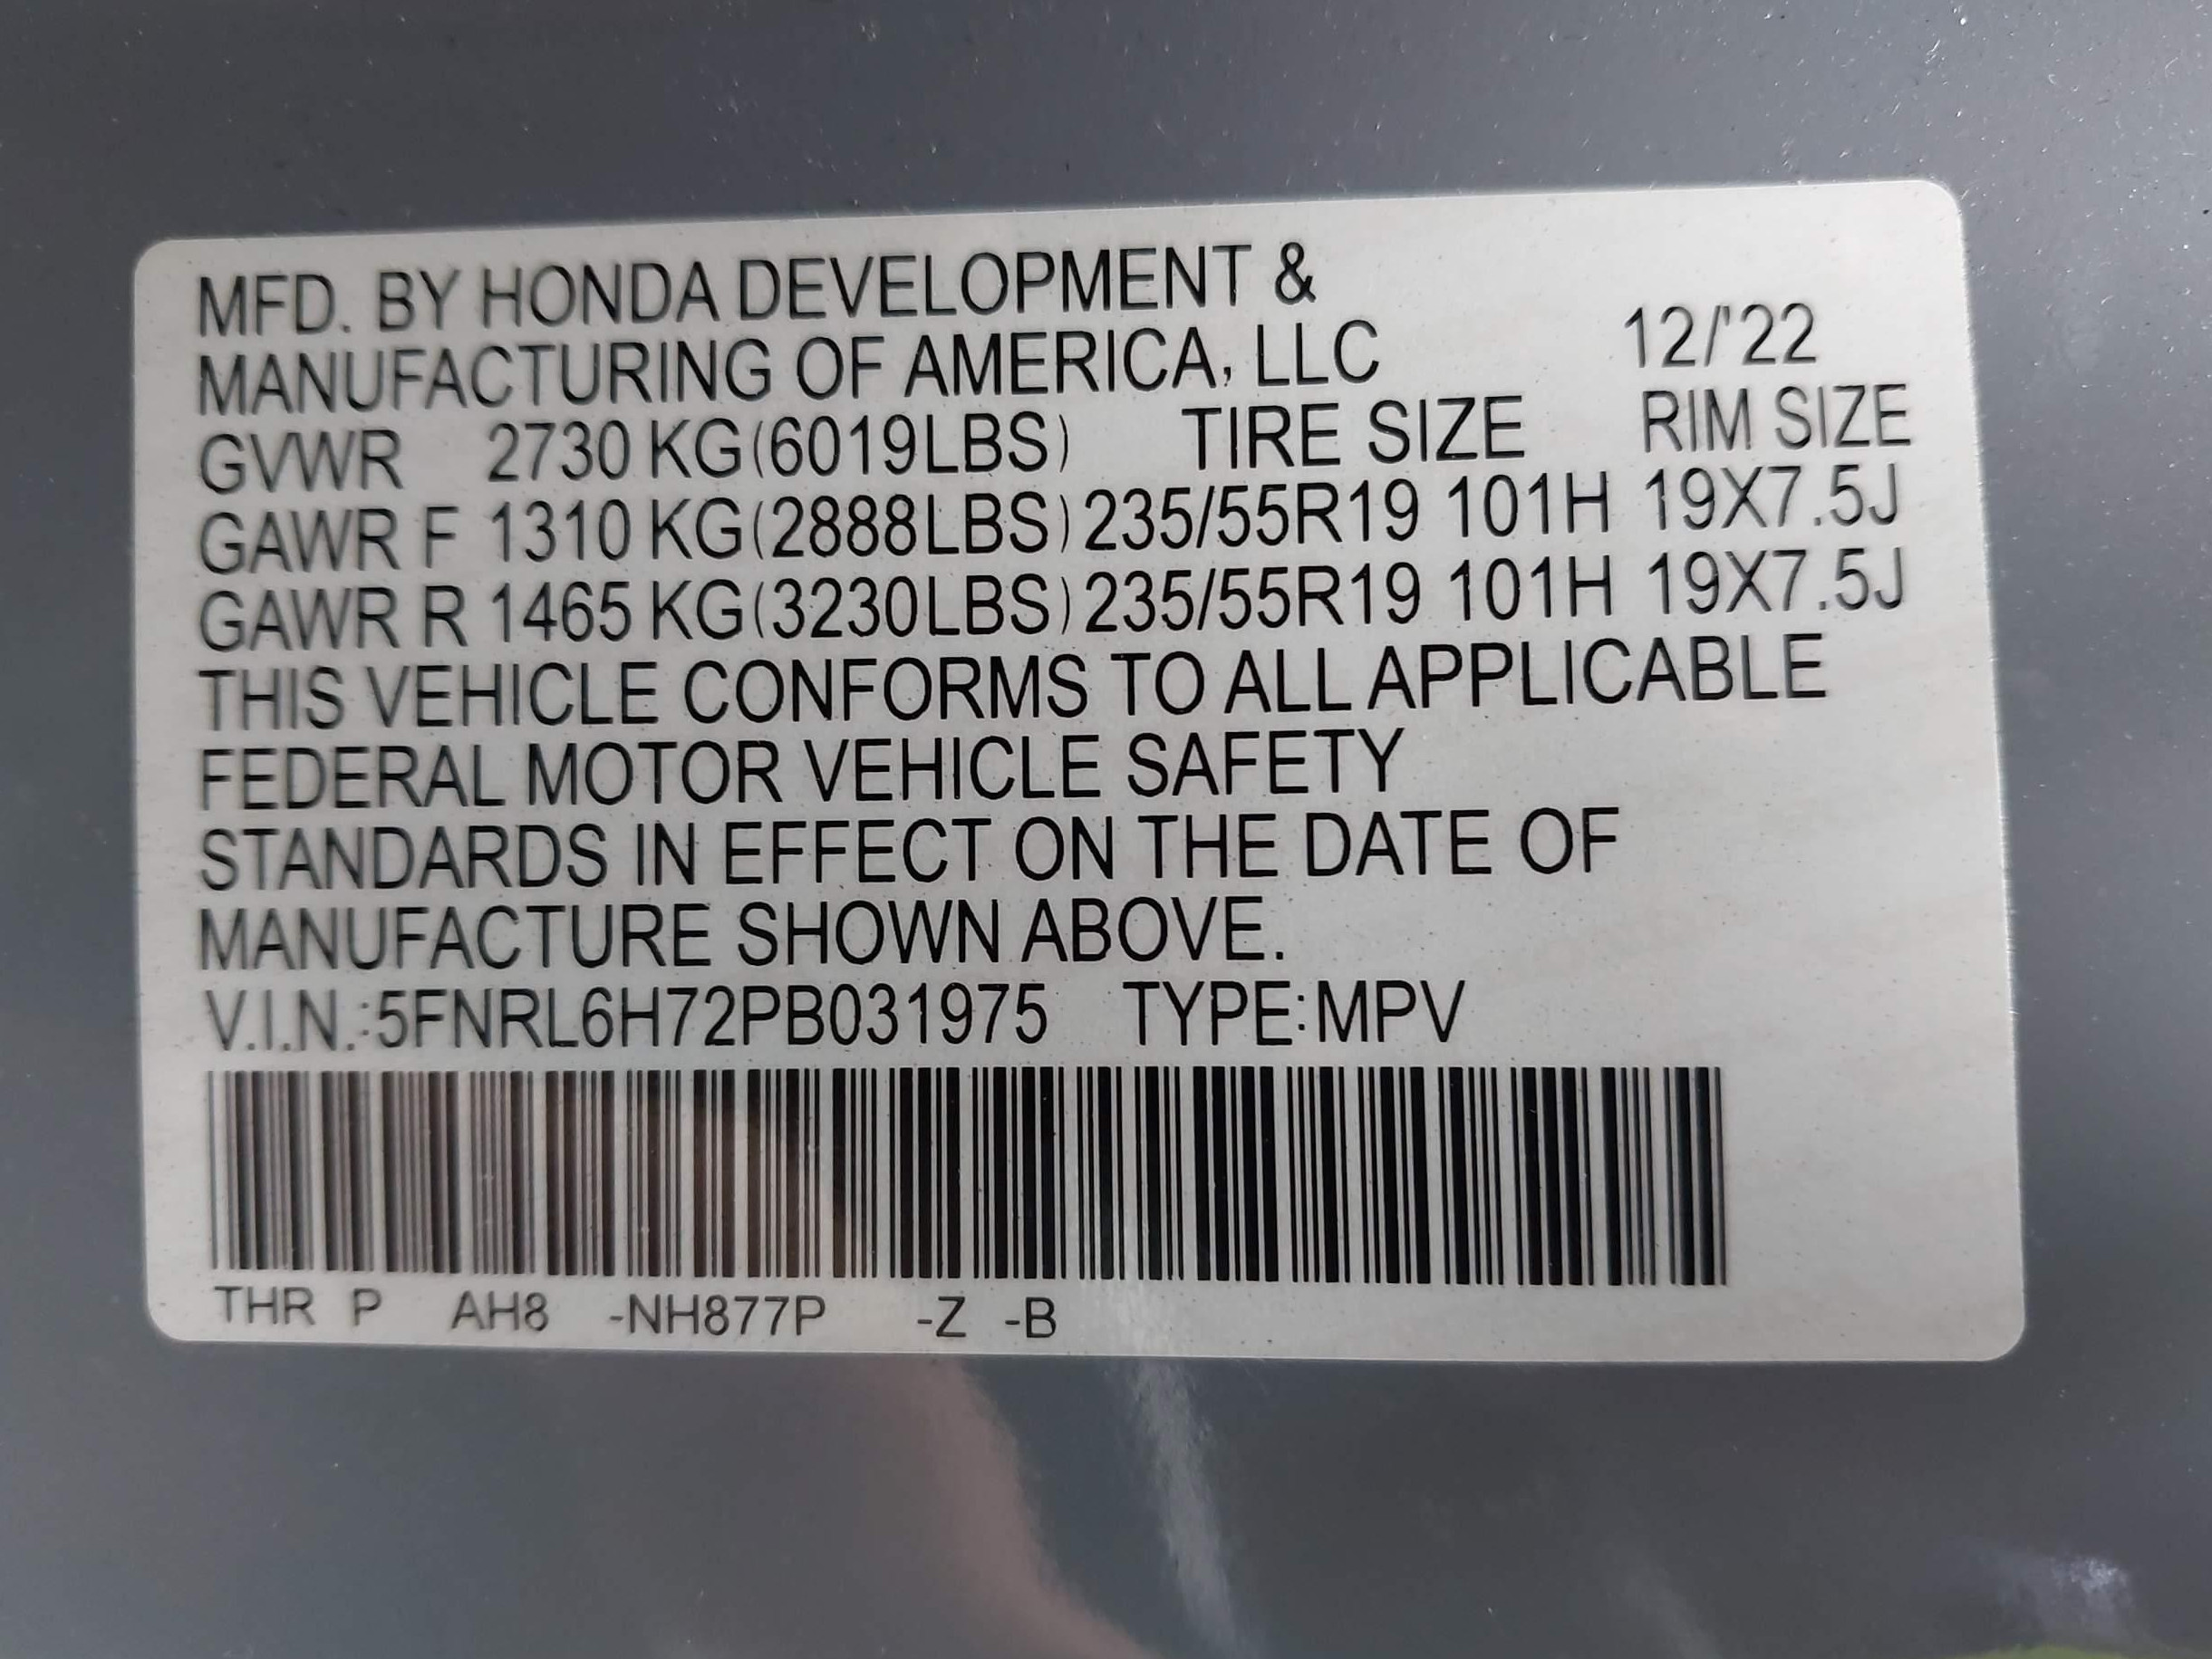 MFD. BY HONDA DEVELOPMENT &
MANUFACTURING OF AMERICA, LLC 12/'22
GVWR 2730 KG(6019LBS) TIRE SIZE RIM SIZE
GAWR F 1310 KG(2888LBS) 235/55R19 101H 19X7.5J
GAWR R 1465 KG(3230LBS) 235/55R19 101H 19X7.5J
THIS VEHICLE CONFORMS TO ALL APPLICABLE
FEDERAL MOTOR VEHICLE SAFETY
STANDARDS IN EFFECT ON THE DATE OF
MANUFACTURE SHOWN ABOVE.
V.I.N.:5FNRL6H72PB031975 TYPE:MPV
THR P AH8 -NH877P -Z -B